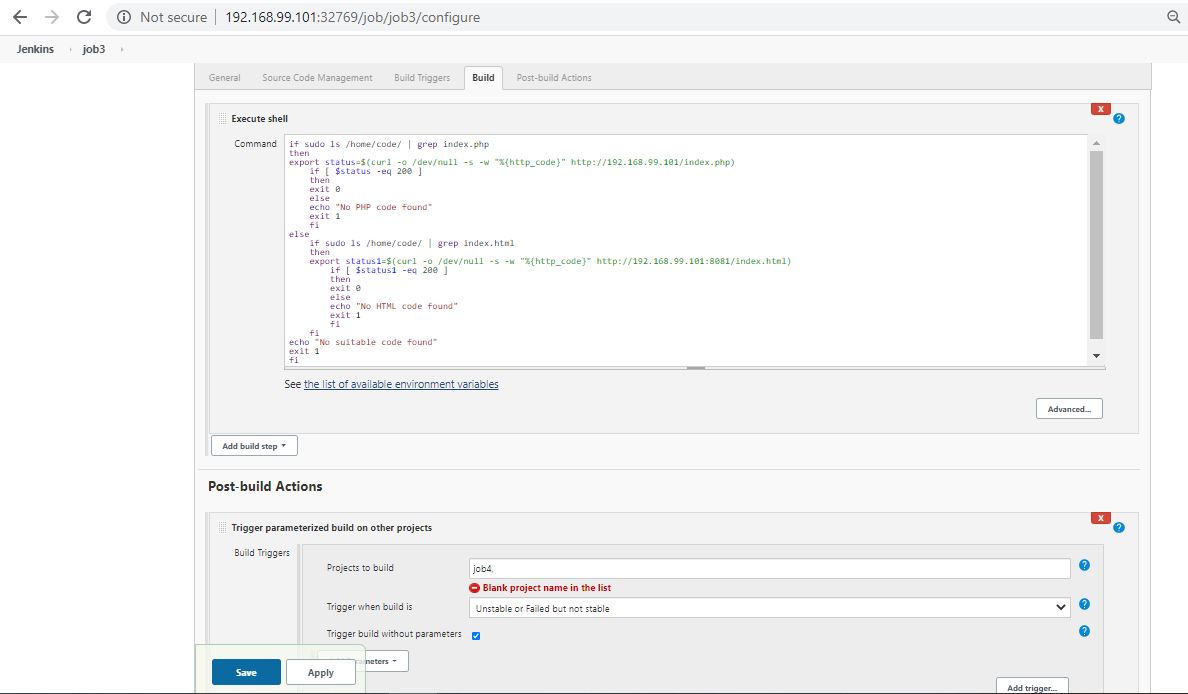 Not secure | 192.168.99.101:32769/job/job3/configure
Jenkins › job3 ›
General Source Code Management Build Triggers Build Post-build Actions
X
Execute shell ?
Command
if sudo ls /home/code/ | grep index.php
then
export status=$(curl -o /dev/null -s -w "%{http_code}" http://192.168.99.101/index.php)
    if [ $status -eq 200 ]
    then
    exit 0
    else
    echo "No PHP code found"
    exit 1
    fi
else
    if sudo ls /home/code/ | grep index.html
    then
    export status1=$(curl -o /dev/null -s -w "%{http_code}" http://192.168.99.101:8081/index.html)
        if [ $status1 -eq 200 ]
        then
        exit 0
        else
        echo "No HTML code found"
        exit 1
        fi
    fi
echo "No suitable code found"
exit 1
fi
See the list of available environment variables
Advanced...
Add build step
Post-build Actions
X
Trigger parameterized build on other projects ?
Build Triggers
Projects to build job4, ?
Blank project name in the list
Trigger when build is Unstable or Failed but not stable ?
Trigger build without parameters ?
Save Apply
Add trigger...